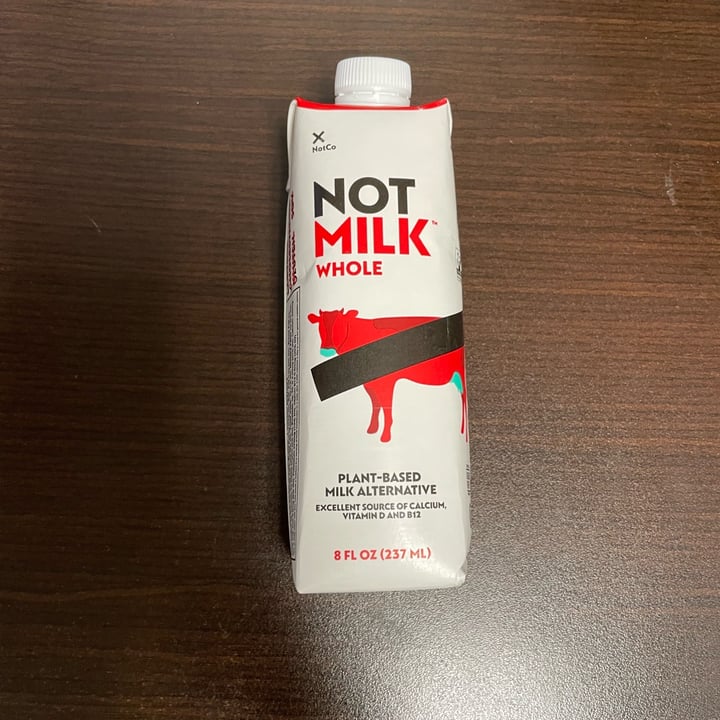 NotCo
NOT
MILK™
WHOLE
PLANT-BASED
MILK ALTERNATIVE
EXCELLENT SOURCE OF CALCIUM,
VITAMIN D AND B12
8 FL OZ (237 ML)